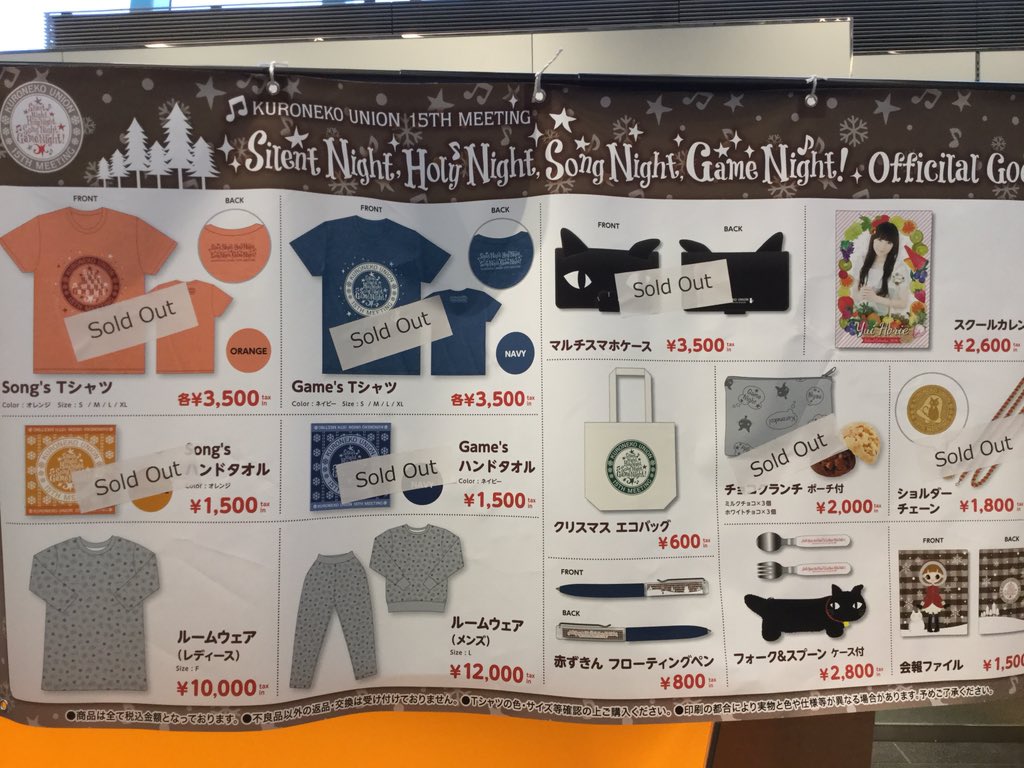 KURONEKO UNION
15TH MEETING
KURONEKO UNION 15TH MEETING
Silent Night, Holy Night, Song Night, Game Night! Officilal Goo
FRONT
BACK
Sold Out
ORANGE
Song's Tシャツ
Color：オレンジ Size：S / M / L / XL
各¥3,500 tax in
FRONT
BACK
KURONEKO UNION
Sold Out
NAVY
Game's Tシャツ
Color：ネイビー Size：S / M / L / XL
各¥3,500 tax in
FRONT
BACK
Sold Out
マルチスマホケース
¥3,500 tax in
Yui Horie
スクールカレン
¥2,600
Sold Out
Song's
ハンドタオル
Color：オレンジ
¥1,500 tax in
Sold Out
Game's
ハンドタオル
Color：ネイビー
¥1,500 tax in
KURONEKO UNION
15TH MEETING
クリスマス エコバッグ
¥600 tax in
Sold Out
チョコクランチ ポーチ付
ミルクチョコ×3個
ホワイトチョコ×3個
¥2,000 tax in
Sold Out
ショルダー
チェーン
¥1,800
ルームウェア
（レディース）
Size：F
¥10,000 tax in
ルームウェア
（メンズ）
Size：L
¥12,000 tax in
FRONT
BACK
赤ずきん フローティングペン
¥800 tax in
フォーク&スプーン ケース付
¥2,800 tax in
FRONT
BACK
会報ファイル
¥1,500
●商品は全て税込金額となっております。●不良品以外の返品・交換は受け付けておりません。●Tシャツの色・サイズ等確認の上ご購入ください。●印刷の都合により実物と色や仕様等が異なる場合があります。予めご了承ください。